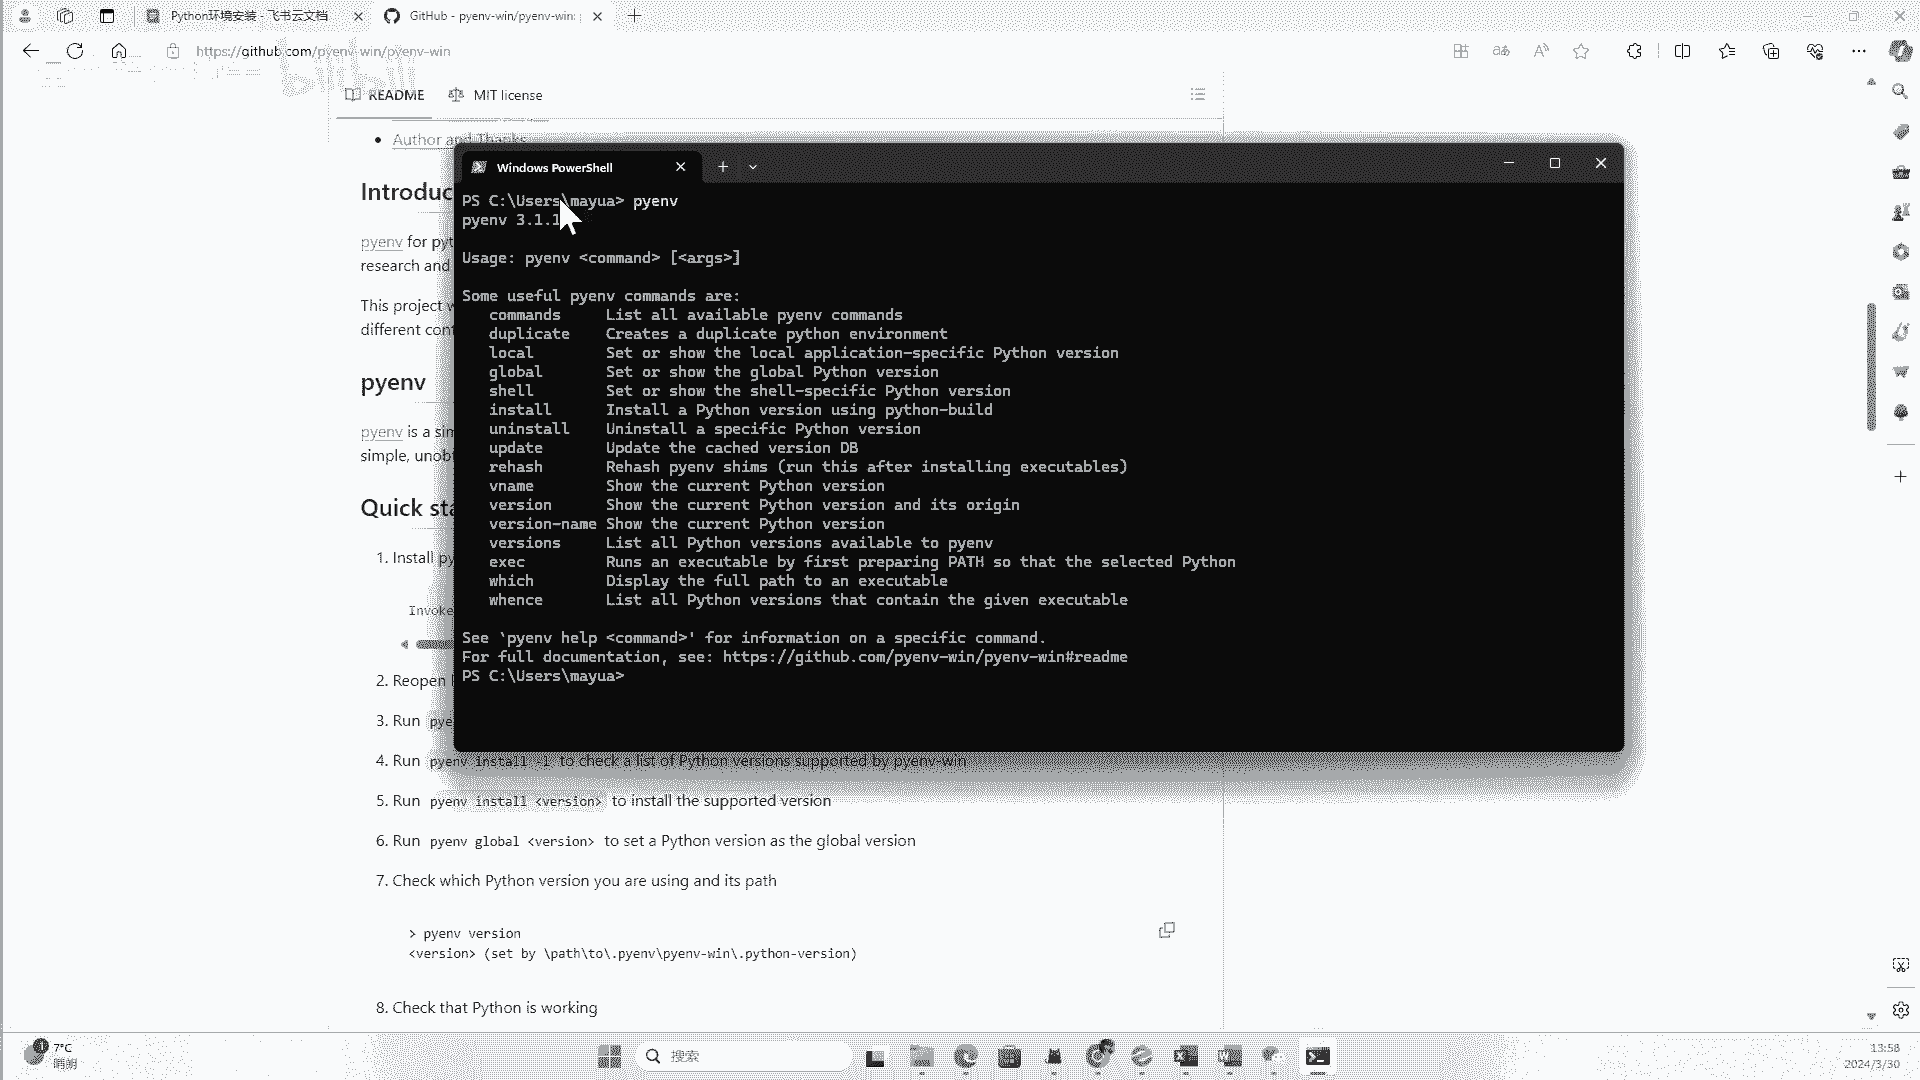 Python环境安装 - 飞书云文档
GitHub - pyenv-win/pyenv-win:
https://github.com/pyenv-win/pyenv-win
bilibili
README
MIT license
Author and Thanks
Introduc
pyenv for pyt
research and
This project w
different cont
pyenv
pyenv is a sim
simple, unob
Quick sta
1. Install py
Invoke
2. Reopen
3. Run pye
4. Run pyenv install -l to check a list of Python versions supported by pyenv-win
5. Run pyenv install <version> to install the supported version
6. Run pyenv global <version> to set a Python version as the global version
7. Check which Python version you are using and its path
> pyenv version
<version> (set by \path\to\.pyenv\pyenv-win\.python-version)
8. Check that Python is working
Windows PowerShell
PS C:\Users\mayua> pyenv
pyenv 3.1.1
Usage: pyenv <command> [<args>]
Some useful pyenv commands are:
commands List all available pyenv commands
duplicate Creates a duplicate python environment
local Set or show the local application-specific Python version
global Set or show the global Python version
shell Set or show the shell-specific Python version
install Install a Python version using python-build
uninstall Uninstall a specific Python version
update Update the cached version DB
rehash Rehash pyenv shims (run this after installing executables)
vname Show the current Python version
version Show the current Python version and its origin
version-name Show the current Python version
versions List all Python versions available to pyenv
exec Runs an executable by first preparing PATH so that the selected Python
which Display the full path to an executable
whence List all Python versions that contain the given executable
See `pyenv help <command>' for information on a specific command.
For full documentation, see: https://github.com/pyenv-win/pyenv-win#readme
PS C:\Users\mayua>
7°C
晴朗
搜索
13:58
2024/3/30